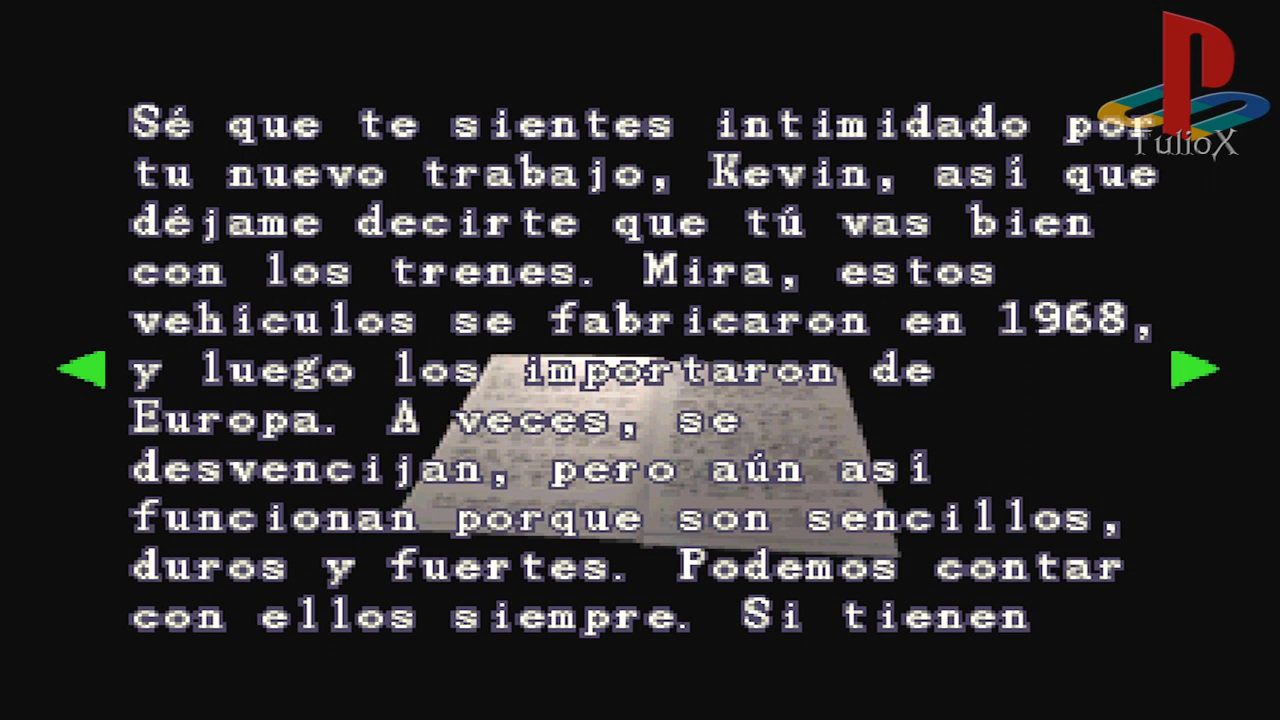 Sé que te sientes intimidado por
tu nuevo trabajo, Kevin, así que
déjame decirte que tú vas bien
con los trenes. Mira, estos
vehículos se fabricaron en 1968,
y luego los importaron de
Europa. A veces, se
desvencijan, pero aún así
funcionan porque son sencillos,
duros y fuertes. Podemos contar
con ellos siempre. Si tienen
TulioX